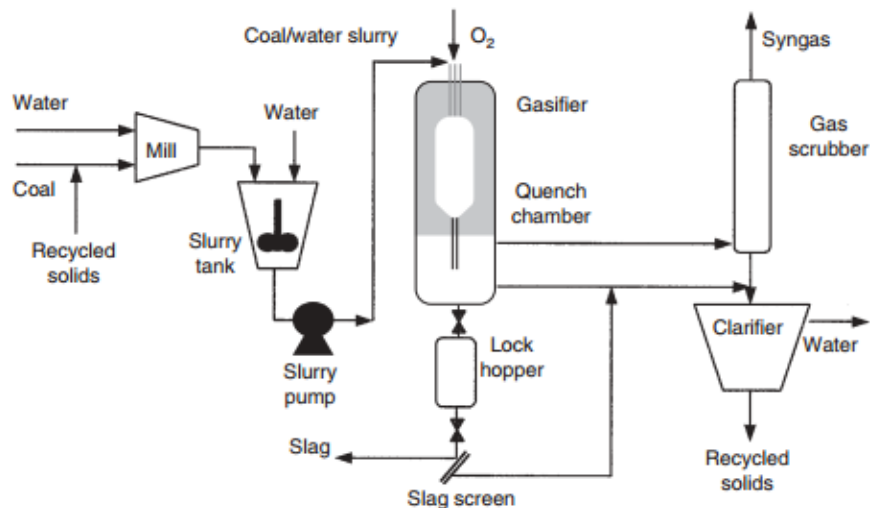 Coal/water slurry
O₂
Syngas
Water
Water
Gasifier
Gas
scrubber
Mill
Coal
Quench
chamber
Recycled
solids
Slurry
tank
Clarifier
Water
Lock
hopper
Slurry
pump
Slag
Recycled
solids
Slag screen